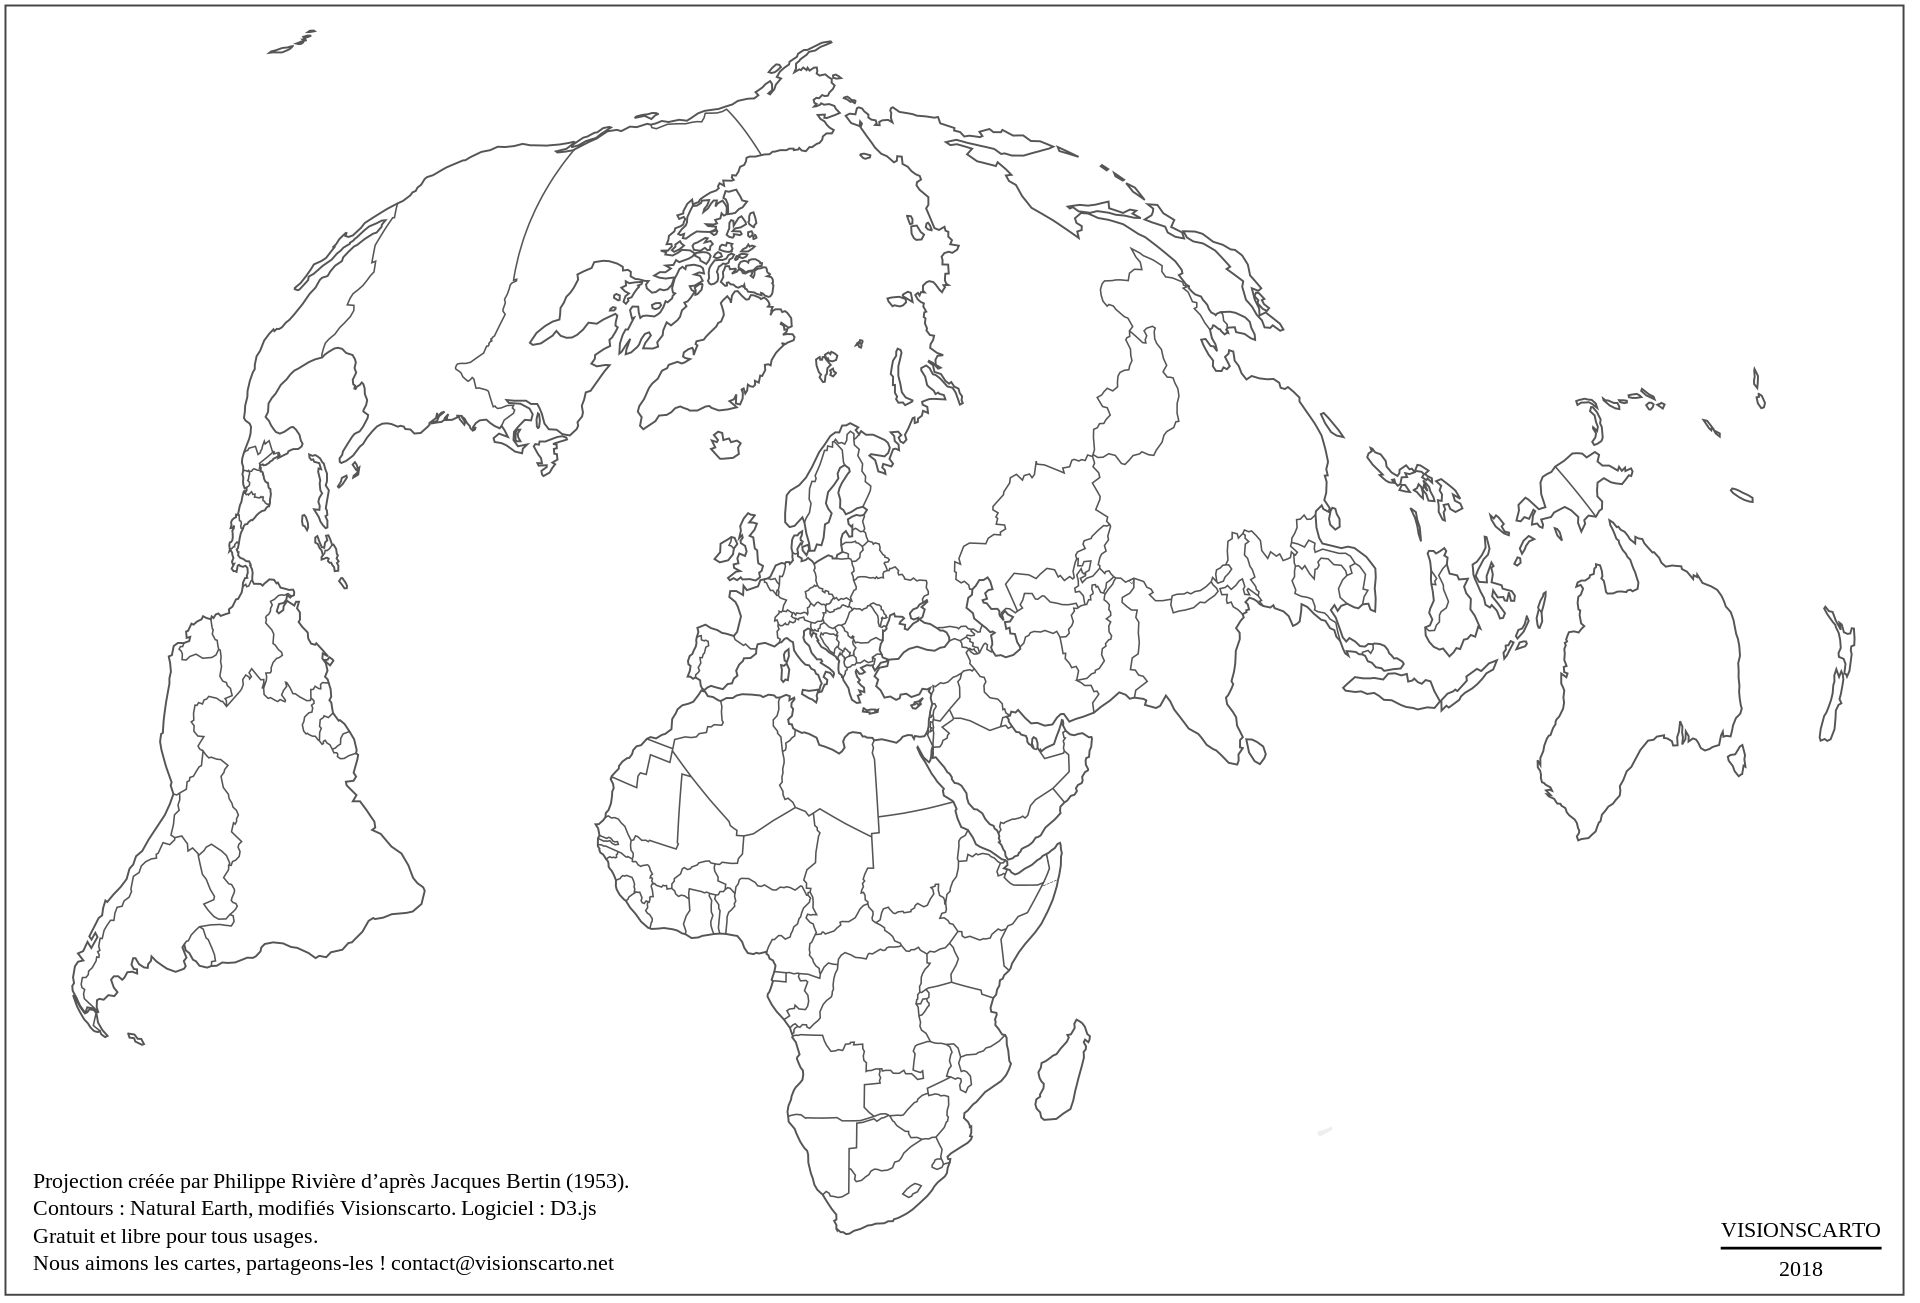 Projection créée par Philippe Rivière d’après Jacques Bertin (1953).
Contours : Natural Earth, modifiés Visionscarto. Logiciel : D3.js
Gratuit et libre pour tous usages.
Nous aimons les cartes, partageons-les ! contact@visionscarto.net
VISIONSCARTO
2018